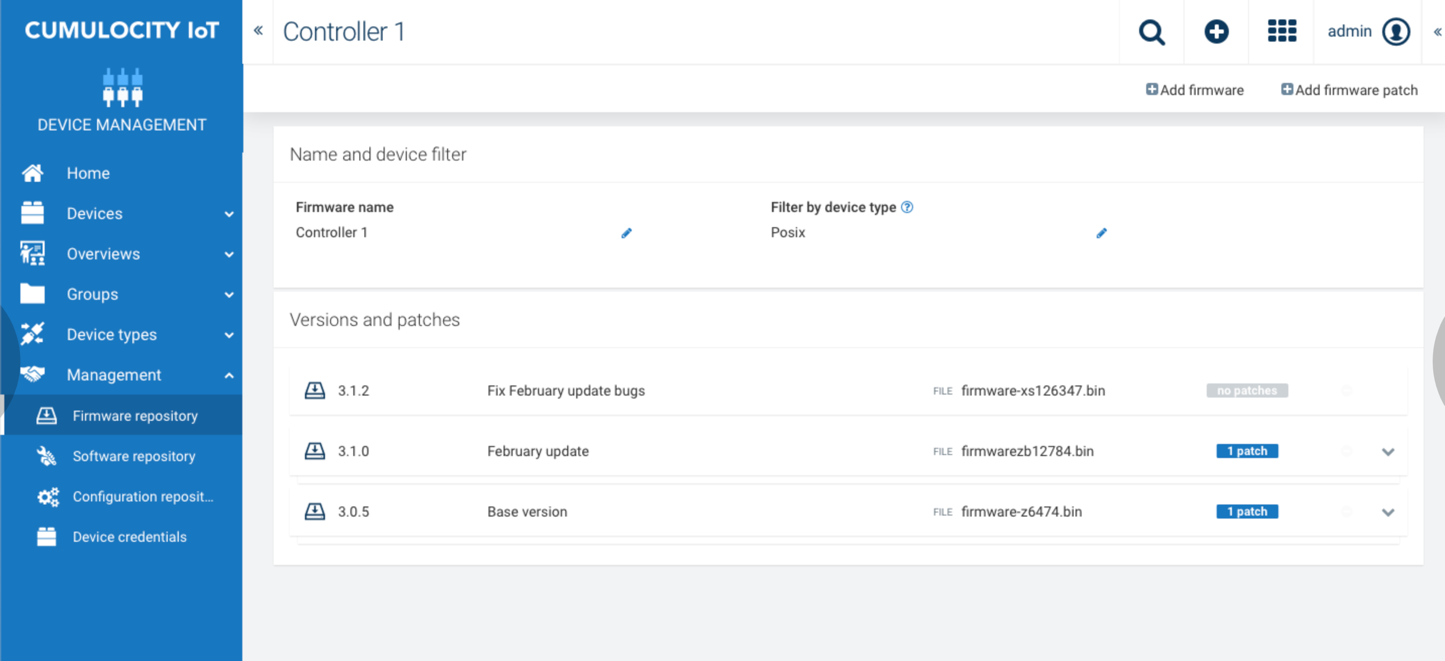 CUMULOCITY IoT
« Controller 1
admin «
DEVICE MANAGEMENT
Add firmware Add firmware patch
Home
Devices
Overviews
Groups
Device types
Management
Firmware repository
Software repository
Configuration reposit...
Device credentials
Name and device filter
Firmware name Filter by device type ?
Controller 1 Posix
Versions and patches
3.1.2 Fix February update bugs FILE firmware-xs126347.bin no patches
3.1.0 February update FILE firmwarezb12784.bin 1 patch
3.0.5 Base version FILE firmware-z6474.bin 1 patch